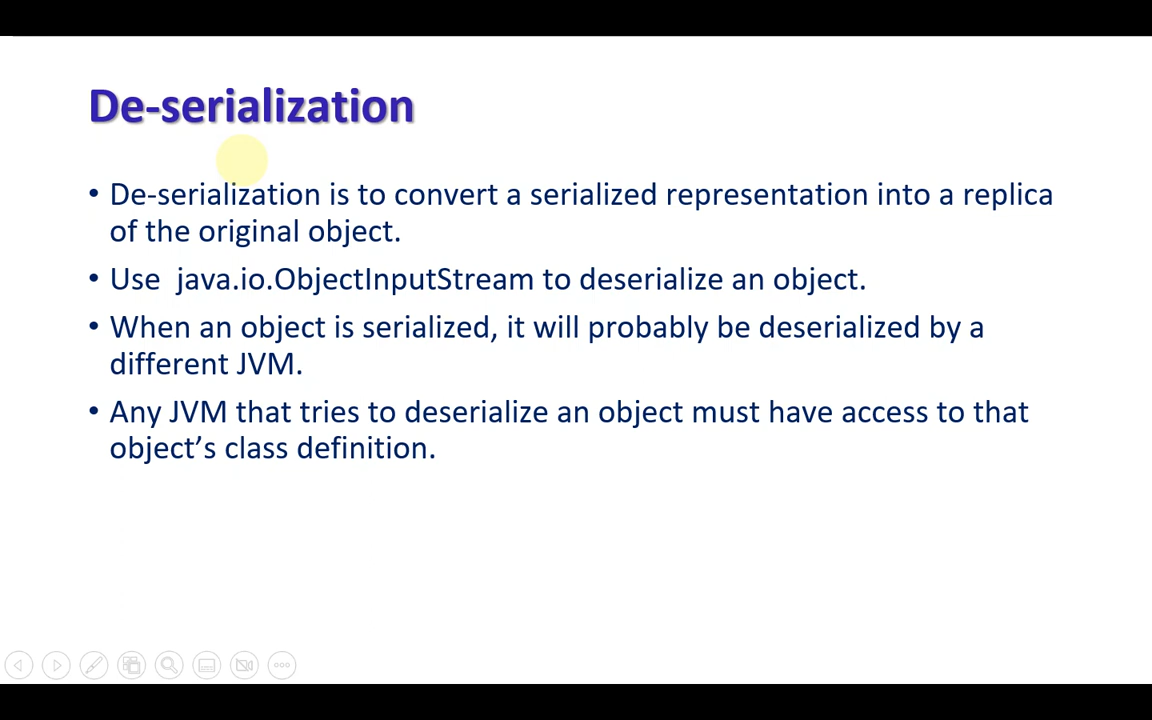 De-serialization
• De-serialization is to convert a serialized representation into a replica
of the original object.
• Use  java.io.ObjectInputStream to deserialize an object.
• When an object is serialized, it will probably be deserialized by a
different JVM.
• Any JVM that tries to deserialize an object must have access to that
object’s class definition.